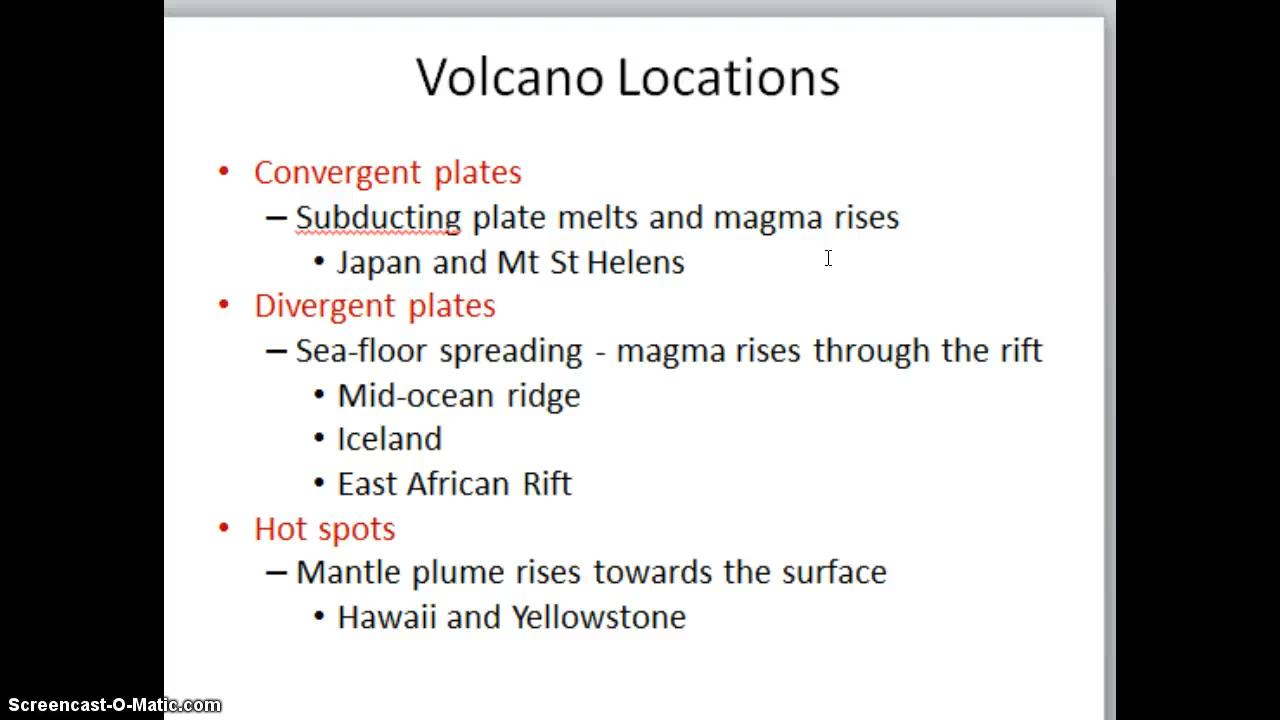 Volcano Locations
• Convergent plates
– Subducting plate melts and magma rises
• Japan and Mt St Helens
• Divergent plates
– Sea-floor spreading - magma rises through the rift
• Mid-ocean ridge
• Iceland
• East African Rift
• Hot spots
– Mantle plume rises towards the surface
• Hawaii and Yellowstone
Screencast-O-Matic.com